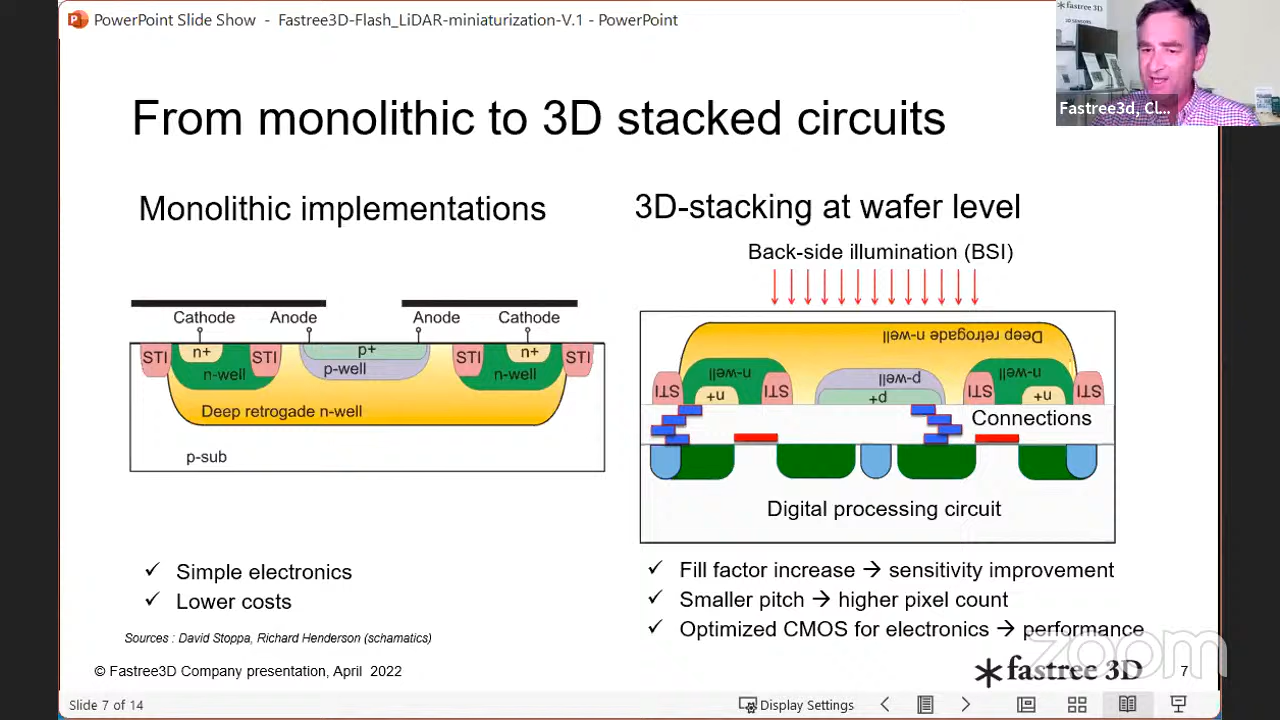 PowerPoint Slide Show - Fastree3D-Flash_LiDAR-miniaturization-V.1 - PowerPoint
fastree 3D
Fastree3d, Cl...
From monolithic to 3D stacked circuits
Monolithic implementations
3D-stacking at wafer level
Back-side illumination (BSI)
Cathode Anode Anode Cathode
STI n+ STI p+ STI n+ STI
n-well p-well n-well
Deep retrogade n-well
p-sub
Deep retrogade n-well
n-well p-well n-well
STI n+ STI p+ STI n+ STI
Connections
Digital processing circuit
✓ Simple electronics
✓ Lower costs
✓ Fill factor increase → sensitivity improvement
✓ Smaller pitch → higher pixel count
✓ Optimized CMOS for electronics → performance
Sources : David Stoppa, Richard Henderson (schamatics)
© Fastree3D Company presentation, April 2022
fastree 3D
7
zoom
Slide 7 of 14
Display Settings